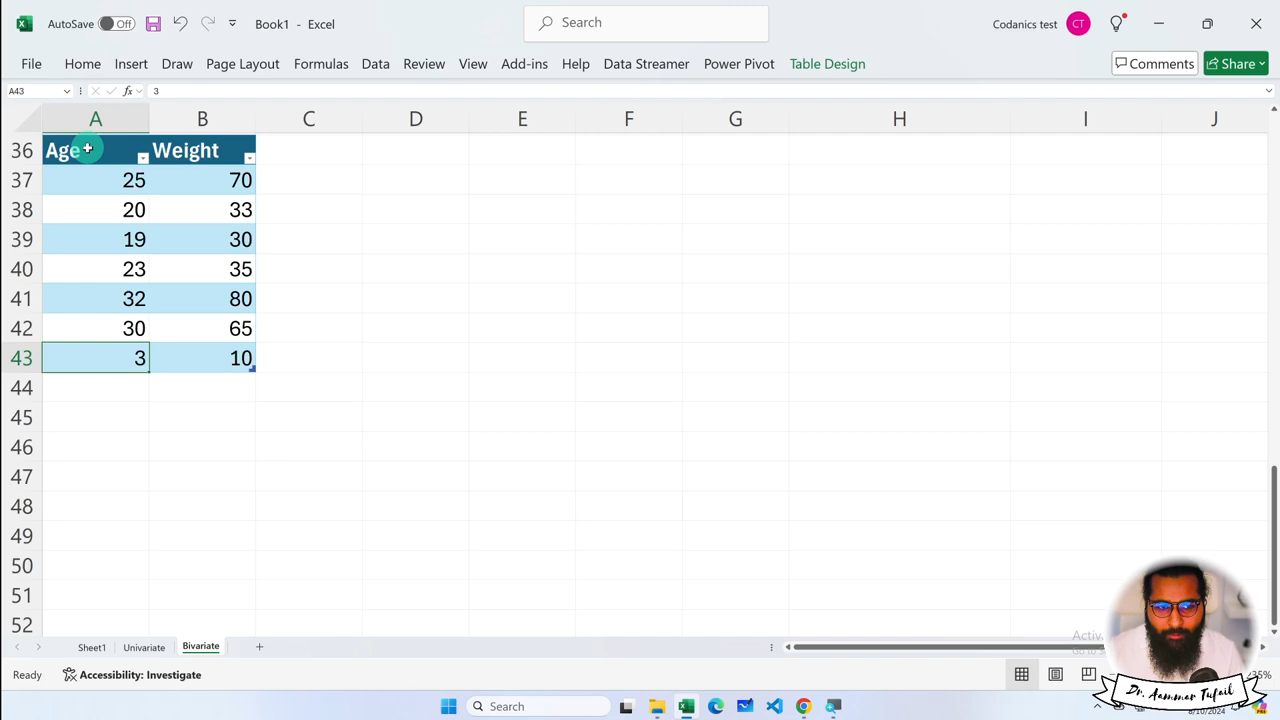 AutoSave Off Book1 - Excel Search Codanics test CT
File Home Insert Draw Page Layout Formulas Data Review View Add-ins Help Data Streamer Power Pivot Table Design Comments Share
A43 fx 3
A B C D E F G H I J
36 Age Weight
37 25 70
38 20 33
39 19 30
40 23 35
41 32 80
42 30 65
43 3 10
44
45
46
47
48
49
50
51
52
Sheet1 Univariate Bivariate
Ready Accessibility: Investigate
Dr. Aammar Tufail
Search